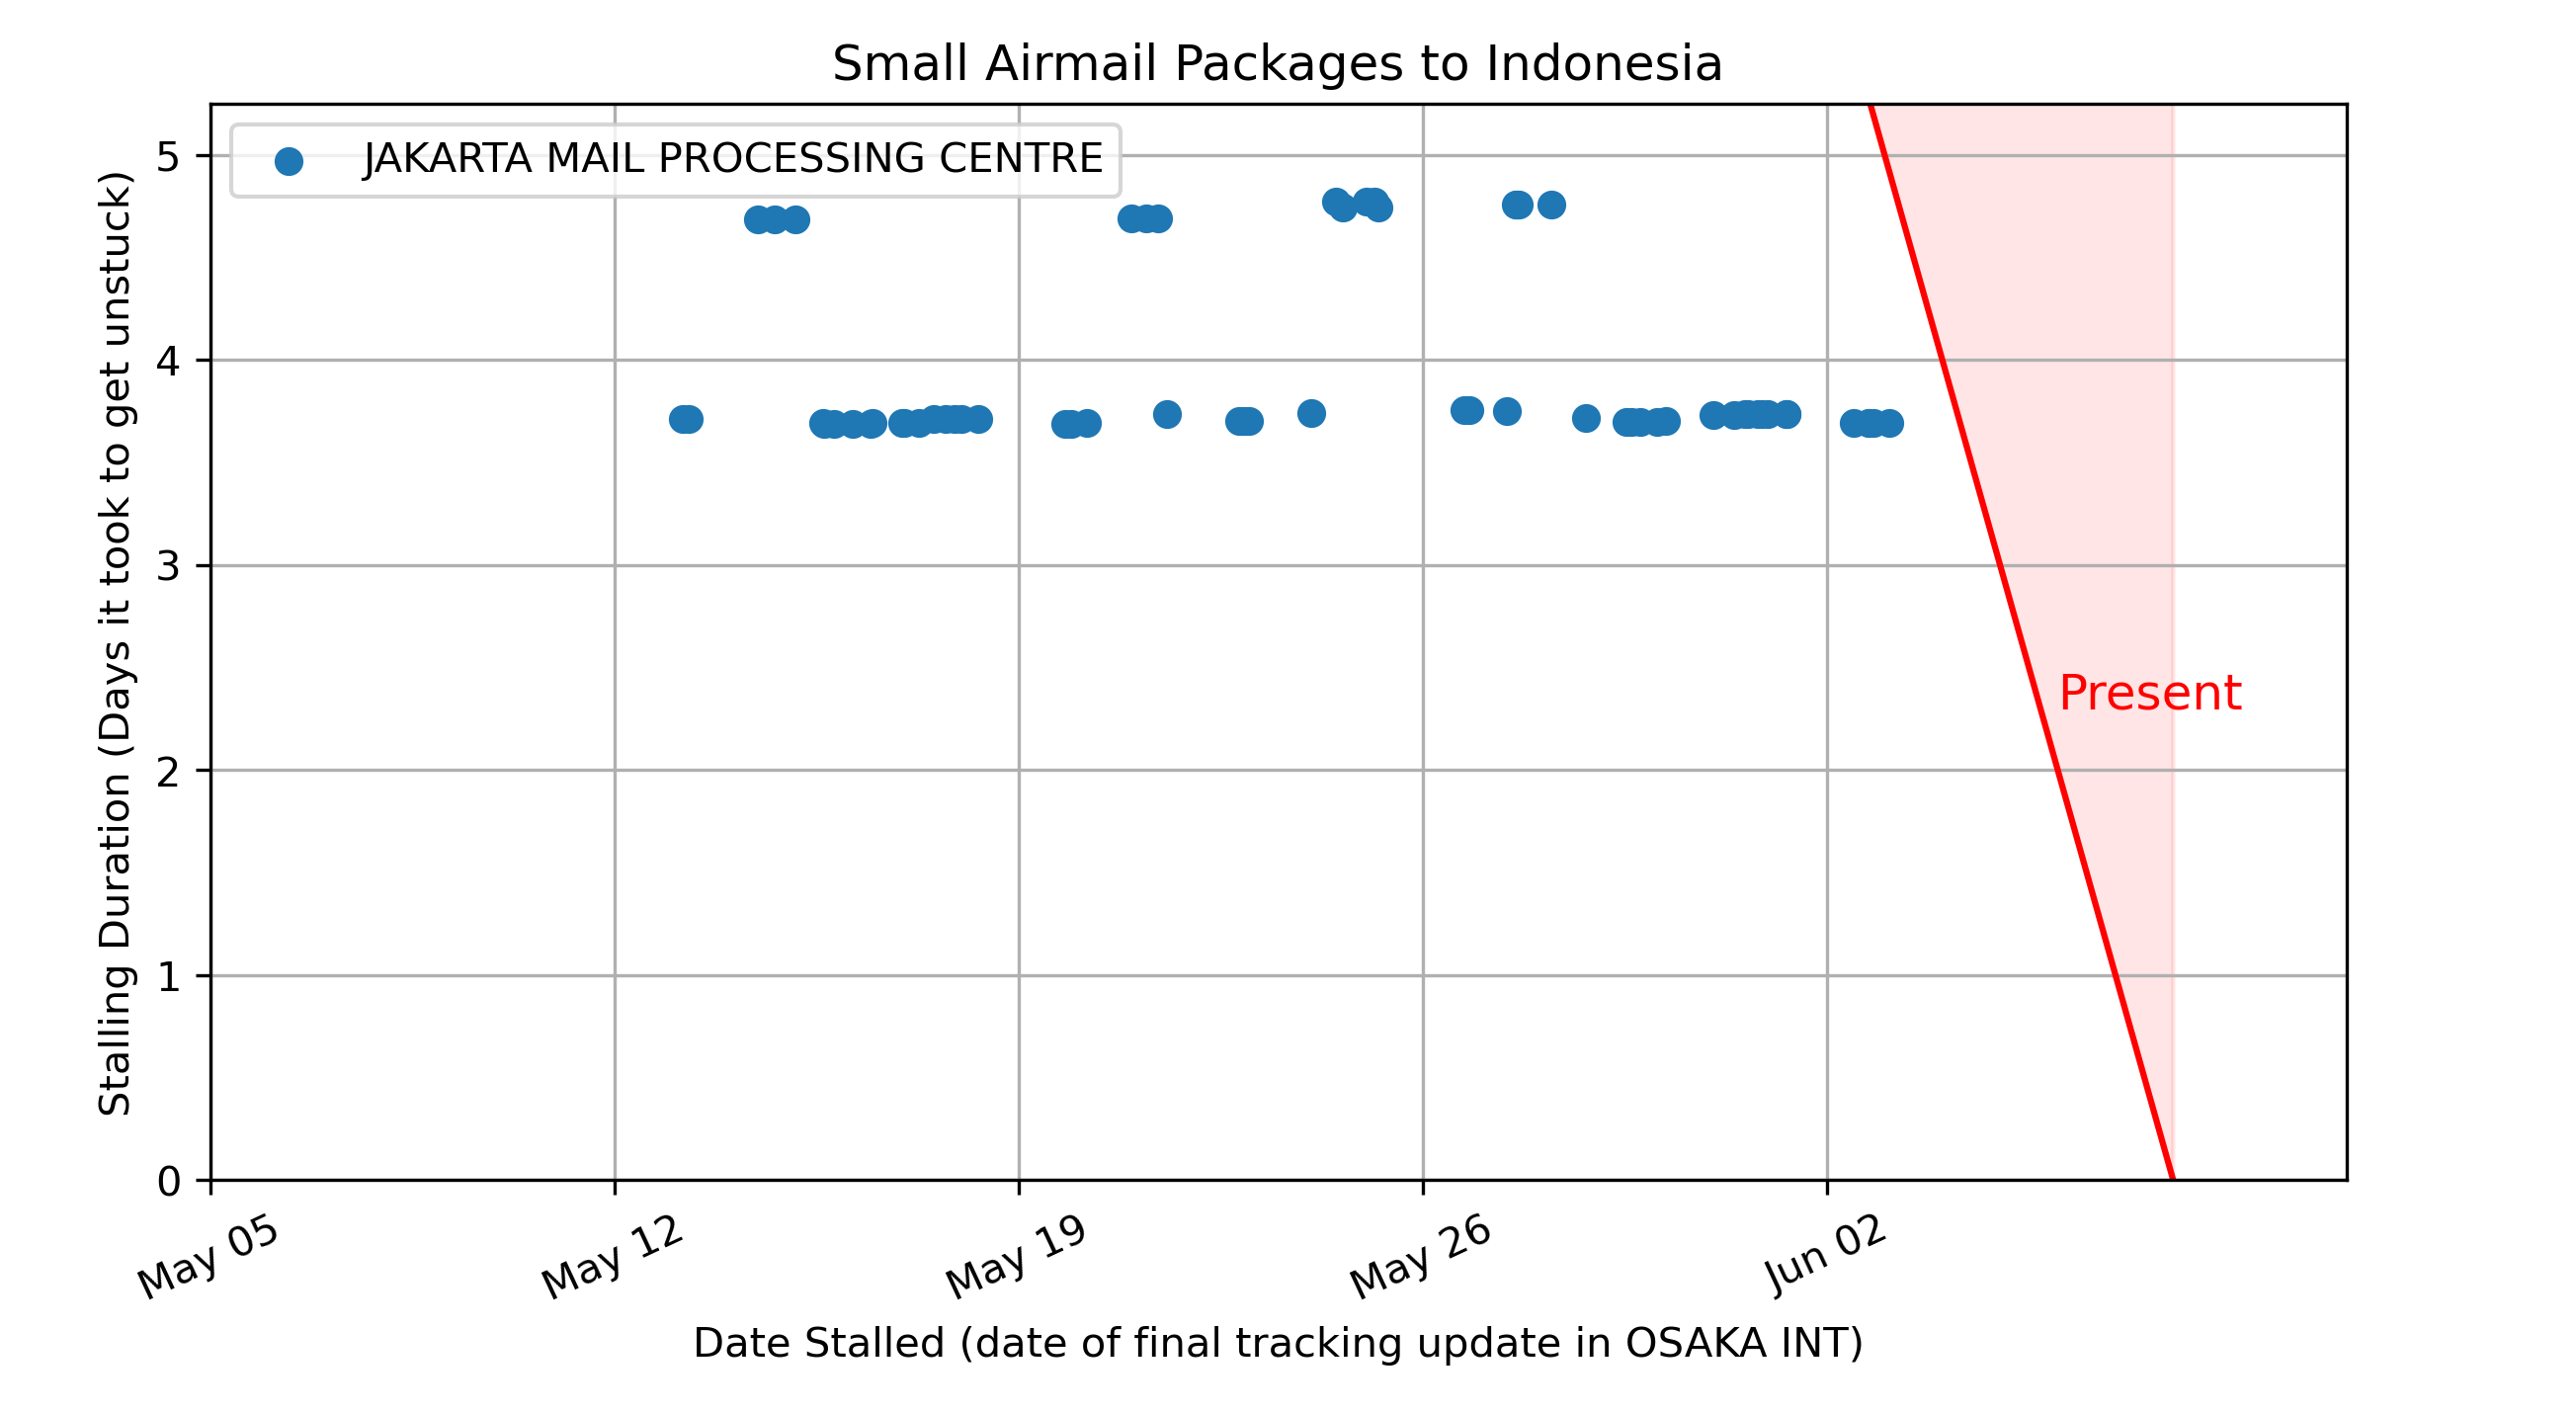 Small Airmail Packages to Indonesia
JAKARTA MAIL PROCESSING CENTRE
Stalling Duration (Days it took to get unstuck)
5
4
3
2
1
0
Present
May 05
May 12
May 19
May 26
Jun 02
Date Stalled (date of final tracking update in OSAKA INT)